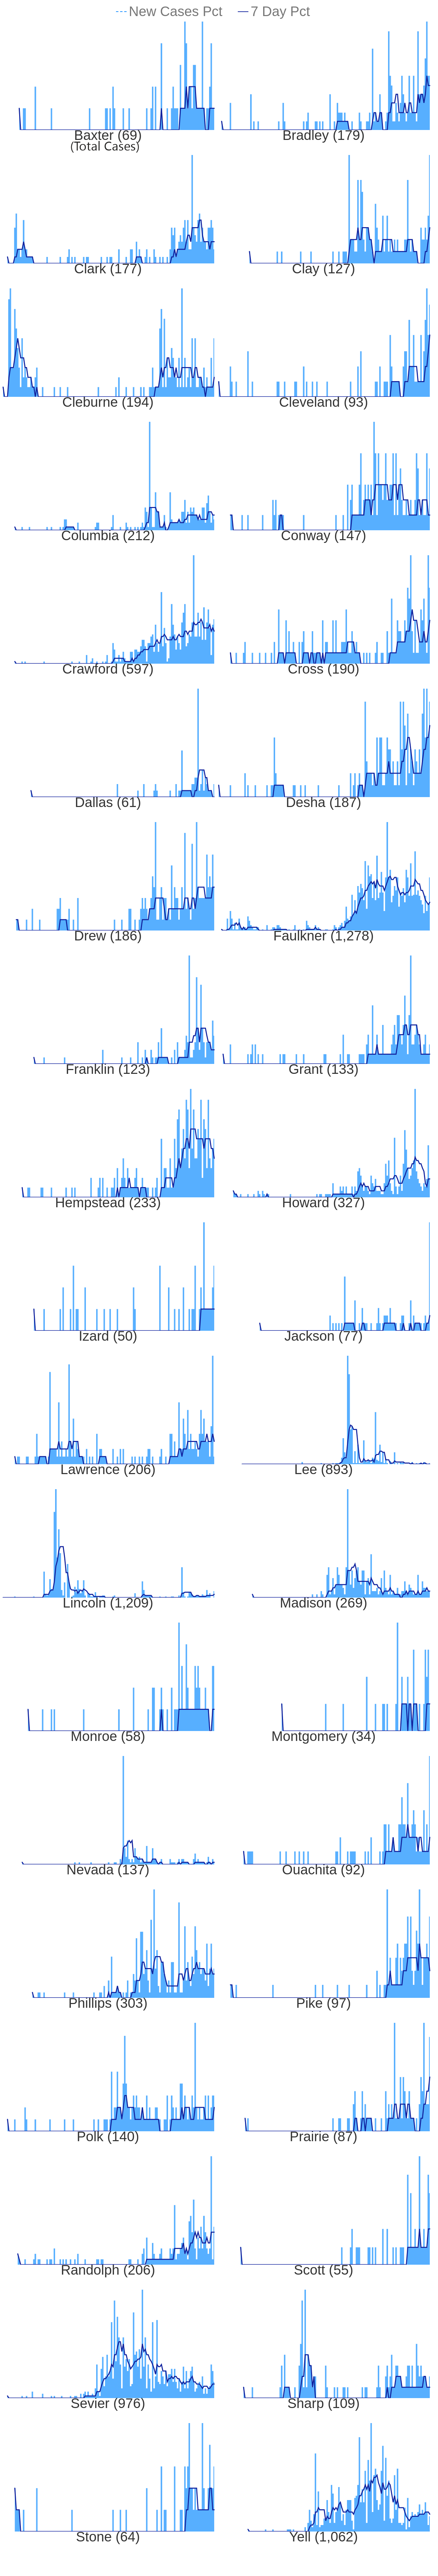 New Cases Pct 7 Day Pct
Baxter (69) Bradley (179)
(Total Cases)
Clark (177) Clay (127)
Cleburne (194) Cleveland (93)
Columbia (212) Conway (147)
Crawford (597) Cross (190)
Dallas (61) Desha (187)
Drew (186) Faulkner (1,278)
Franklin (123) Grant (133)
Hempstead (233) Howard (327)
Izard (50) Jackson (77)
Lawrence (206) Lee (893)
Lincoln (1,209) Madison (269)
Monroe (58) Montgomery (34)
Nevada (137) Ouachita (92)
Phillips (303) Pike (97)
Polk (140) Prairie (87)
Randolph (206) Scott (55)
Sevier (976) Sharp (109)
Stone (64) Yell (1,062)